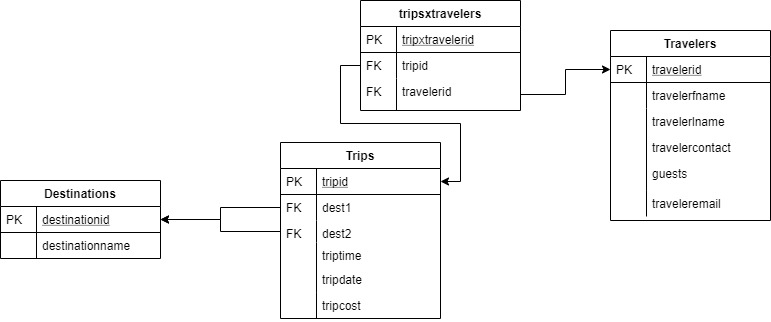 tripsxtravelers
PK tripxtravelerid
FK tripid
FK travelerid
Travelers
PK travelerid
travelerfname
travelerlname
travelercontact
guests
traveleremail
Trips
PK tripid
FK dest1
FK dest2
triptime
tripdate
tripcost
Destinations
PK destinationid
destinationname